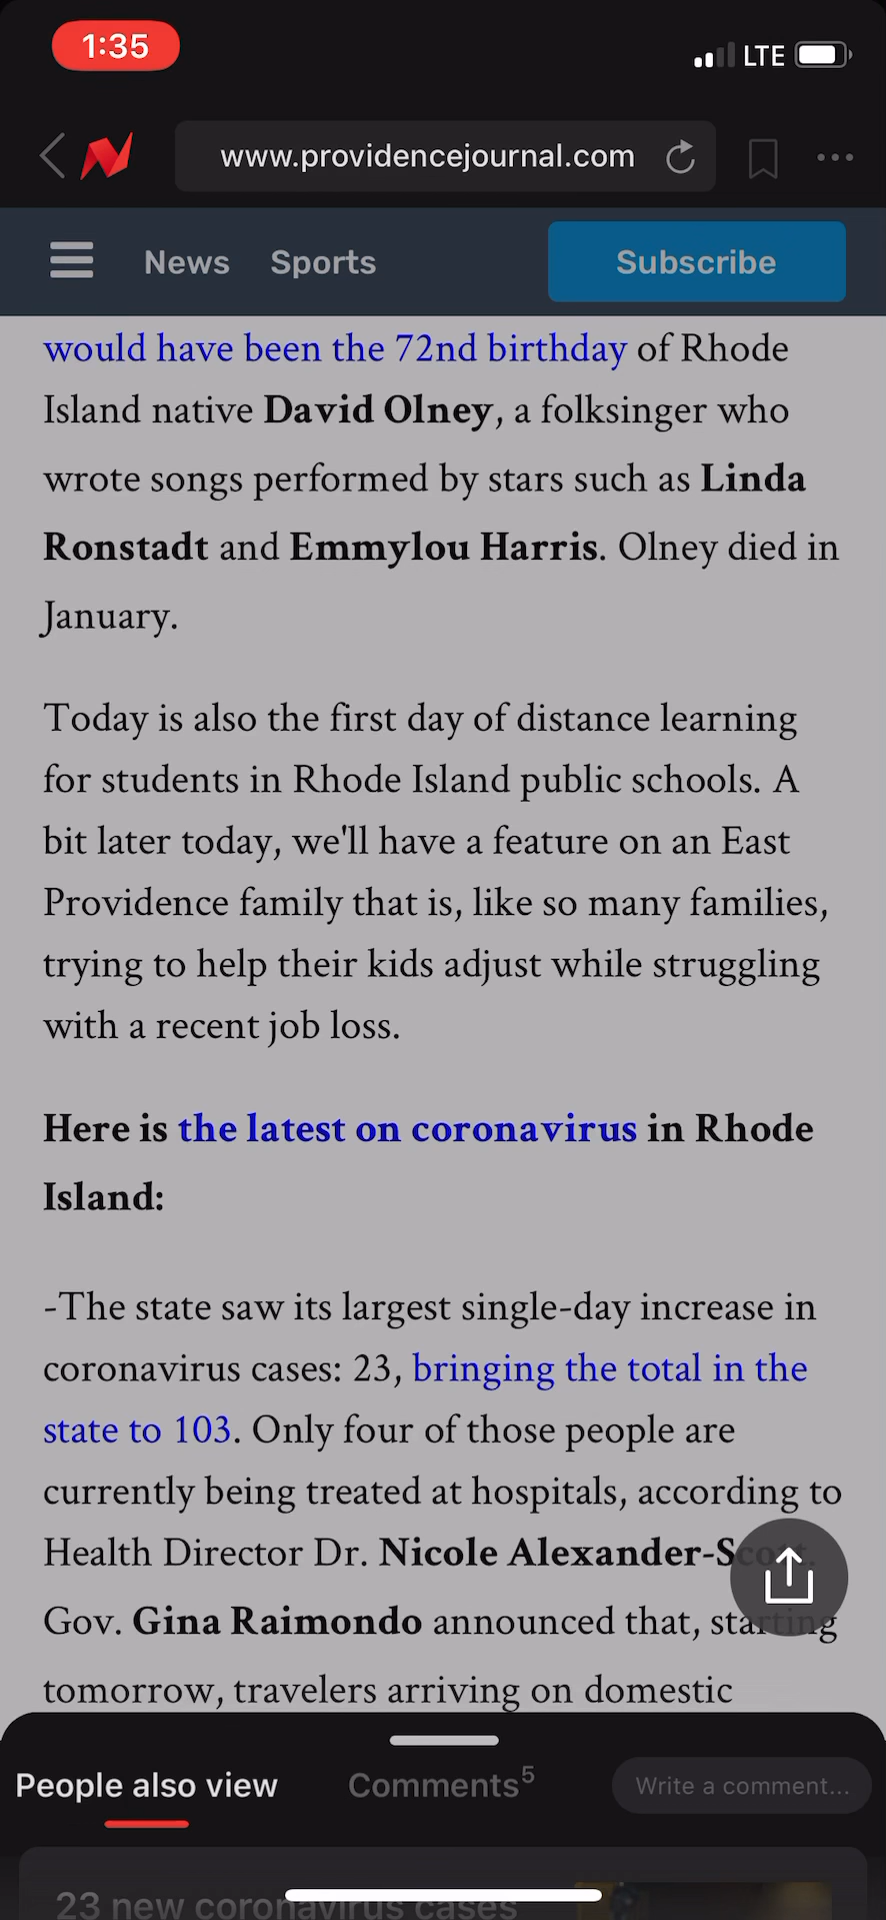 1:35
LTE
www.providencejournal.com
News Sports Subscribe
would have been the 72nd birthday of Rhode
Island native David Olney, a folksinger who
wrote songs performed by stars such as Linda
Ronstadt and Emmylou Harris. Olney died in
January.
Today is also the first day of distance learning
for students in Rhode Island public schools. A
bit later today, we'll have a feature on an East
Providence family that is, like so many families,
trying to help their kids adjust while struggling
with a recent job loss.
Here is the latest on coronavirus in Rhode
Island:
-The state saw its largest single-day increase in
coronavirus cases: 23, bringing the total in the
state to 103. Only four of those people are
currently being treated at hospitals, according to
Health Director Dr. Nicole Alexander-Scott.
Gov. Gina Raimondo announced that, starting
tomorrow, travelers arriving on domestic
People also view Comments5 Write a comment...
23 new coronavirus cases